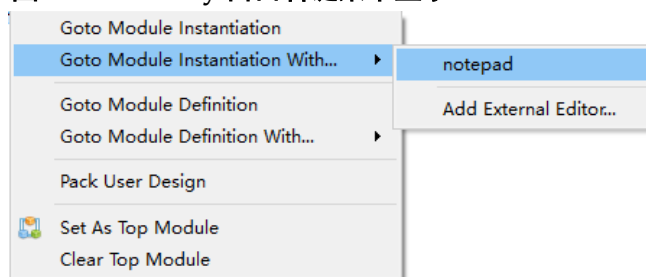 Goto Module Instantiation
Goto Module Instantiation With...
notepad
Goto Module Definition
Add External Editor...
Goto Module Definition With...
Pack User Design
Set As Top Module
Clear Top Module